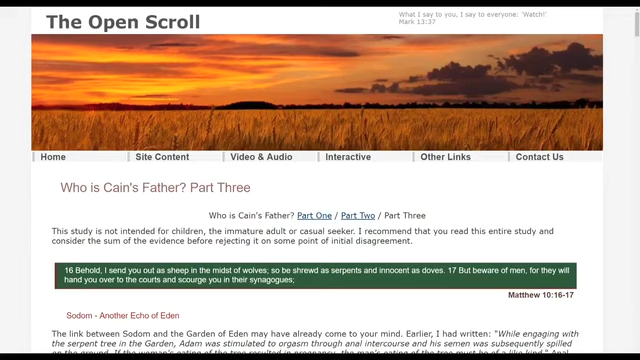 The Open Scroll
What I say to you, I say to everyone: 'Watch!'
Mark 13:37
Home
Site Content
Video & Audio
Interactive
Other Links
Contact Us
Who is Cain's Father? Part Three
Who is Cain's Father? Part One / Part Two / Part Three
This study is not intended for children, the immature adult or casual seeker. I recommend that you read this entire study and
consider the sum of the evidence before rejecting it on some point of initial disagreement.
16 Behold, I send you out as sheep in the midst of wolves; so be shrewd as serpents and innocent as doves. 17 But beware of men, for they will
hand you over to the courts and scourge you in their synagogues;
Matthew 10:16-17
Sodom - Another Echo of Eden
The link between Sodom and the Garden of Eden may have already come to your mind. Earlier, I had written: "While engaging with
the serpent tree in the Garden, Adam was stimulated to orgasm through anal intercourse and his semen was subsequently spilled